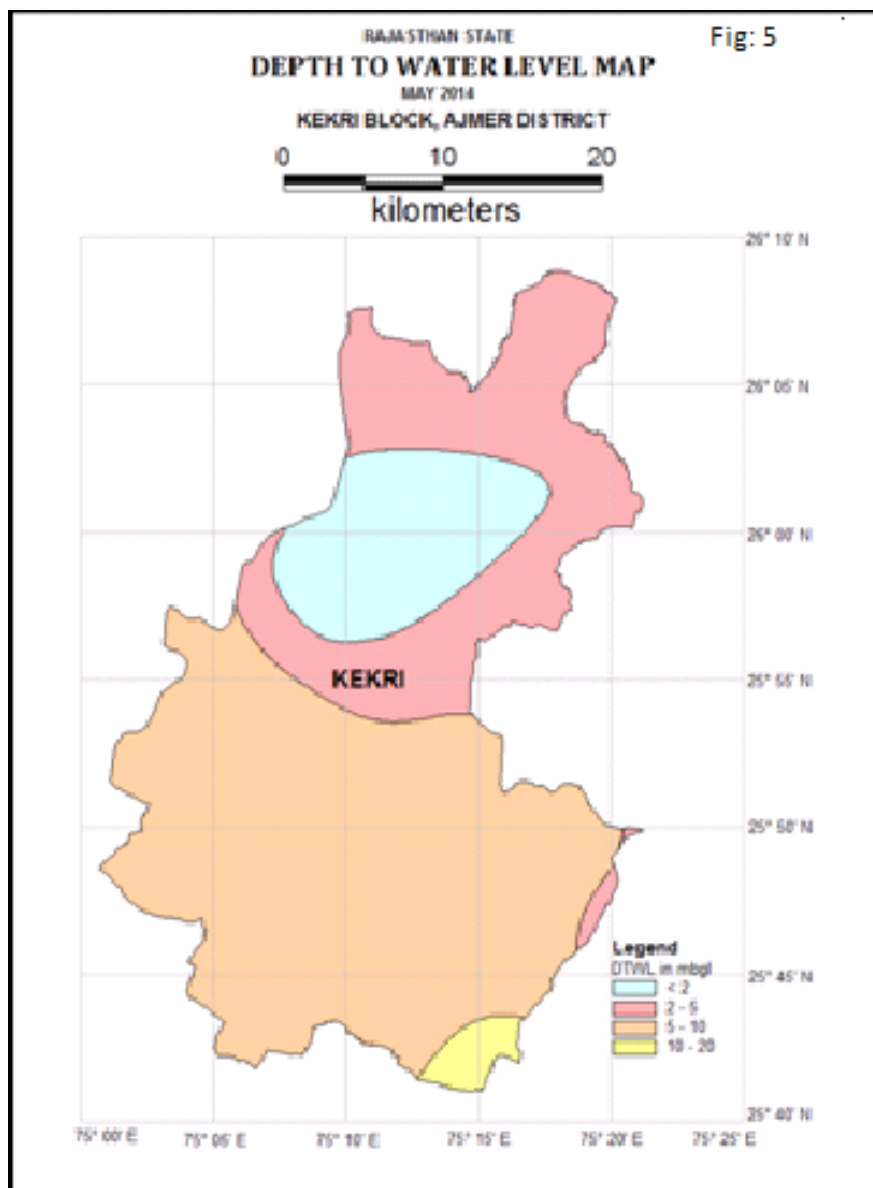 RAJASTHAN STATE
Fig: 5
DEPTH TO WATER LEVEL MAP
MAY 2014
KEKRI BLOCK, AJMER DISTRICT
0 10 20
kilometers
26° 10' N
26° 05' N
26° 00' N
KEKRI
25° 55' N
25° 50' N
Legend
DTWL in mbgl
25° 45' N
< 2
2 - 5
5 - 10
10 - 20
25° 40' N
75° 00' E 75° 05' E 75° 10' E 75° 15' E 75° 20' E 75° 25' E